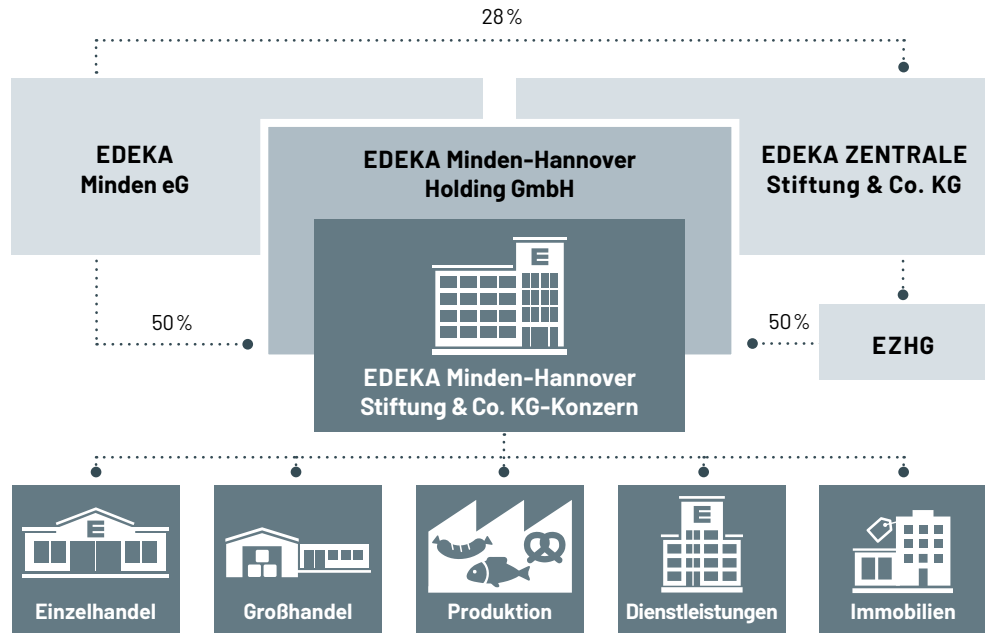 28 %
EDEKA
Minden eG
EDEKA Minden-Hannover
Holding GmbH
EDEKA ZENTRALE
Stiftung & Co. KG
E
50 %
50 %
EZHG
EDEKA Minden-Hannover
Stiftung & Co. KG-Konzern
E
Einzelhandel
Großhandel
Produktion
E
Dienstleistungen
Immobilien